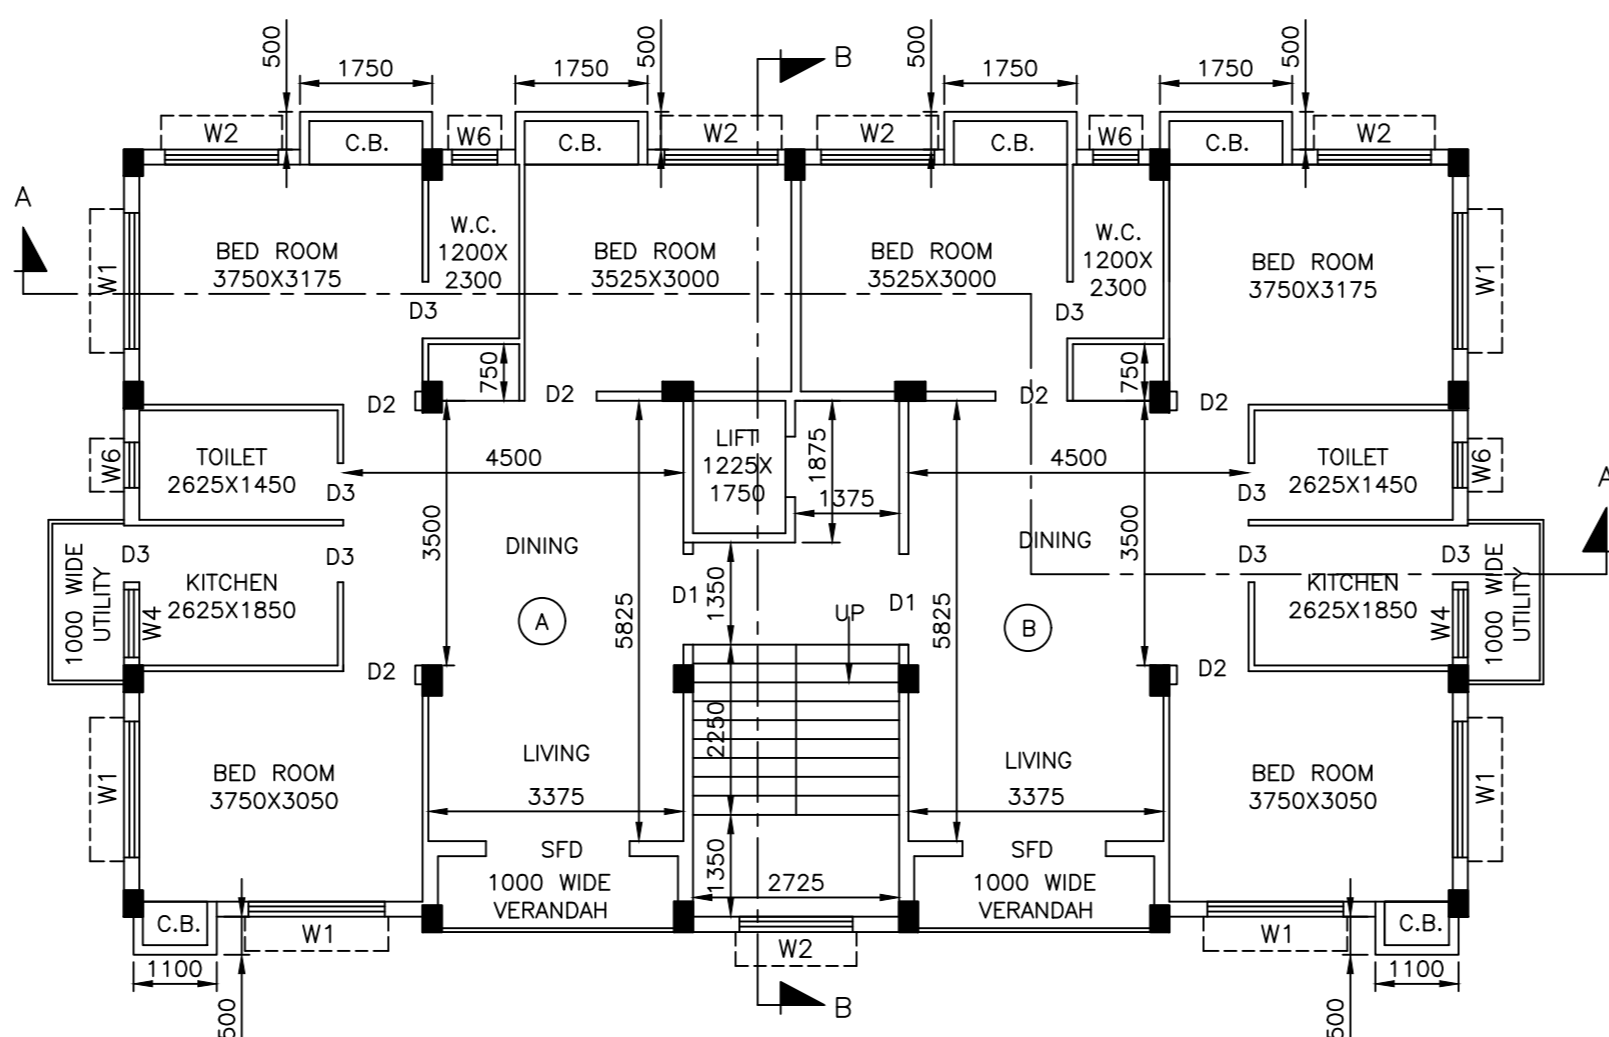 500
1750
1750
500
B
500
1750
1750
500
W2
C.B.
W6
C.B.
W2
W2
C.B.
W6
C.B.
W2
A
W1
BED ROOM
3750X3175
W.C.
1200X
2300
BED ROOM
3525X3000
BED ROOM
3525X3000
W.C.
1200X
2300
BED ROOM
3750X3175
W1
D3
D3
750
750
D2
D2
D2
D2
W6
TOILET
2625X1450
D3
4500
LIFT
1225X
1750
1875
1375
4500
D3
TOILET
2625X1450
W6
A
3500
DINING
DINING
3500
1000 WIDE
UTILITY
D3
D3
KITCHEN
2625X1850
W4
D1
1350
D1
UP
D3
D3
KITCHEN
2625X1850
W4
1000 WIDE
UTILITY
A
5825
5825
B
D2
D2
2250
W1
BED ROOM
3750X3050
LIVING
3375
LIVING
3375
BED ROOM
3750X3050
W1
SFD
1000 WIDE
VERANDAH
1350
2725
SFD
1000 WIDE
VERANDAH
C.B.
W1
W2
W1
C.B.
1100
500
B
500
1100